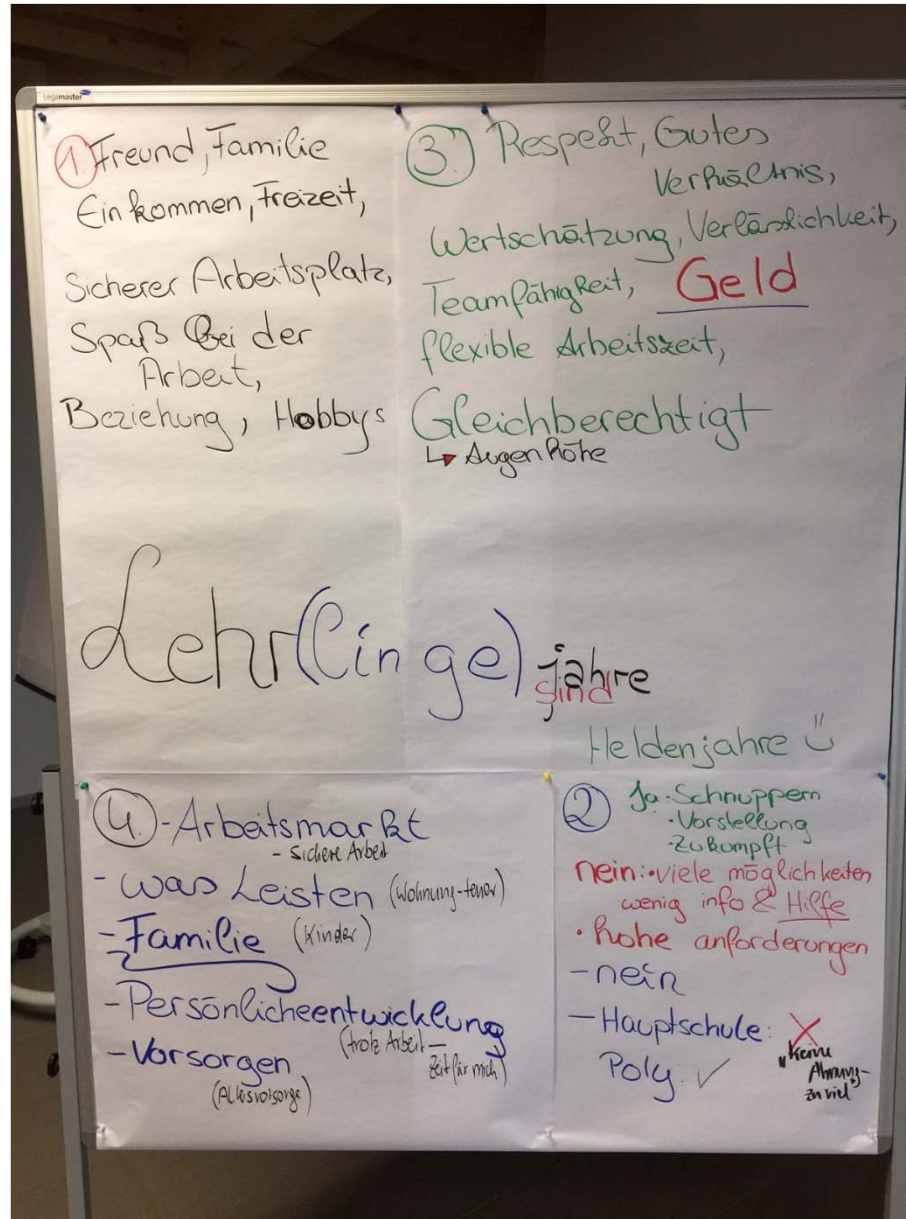 Legamaster
1. Freund, Familie
Einkommen, Freizeit,
Sicherer Arbeitsplatz,
Spaß Bei der
Arbeit,
Beziehung, Hobbys
3. Respekt, Gutes
Verhältnis,
Wertschätzung, Verlässlichkeit,
Teamfähigkeit, Geld
flexible Arbeitszeit,
Gleichberechtigt
↳ Augenhöhe
Lehr(linge)jahre
sind
Heldenjahre
4. - Arbeitsmarkt
- sichere Arbeit
- was Leisten (Wohnung-teuer)
- Familie (Kinder)
- Persönlicheentwicklung
(trotz Arbeit –
Zeit für mich)
- Vorsorgen
(Altersvorsorge)
2 Ja · Schnuppern
· Vorstellung
· Zukumpft
nein: · viele möglichkeiten
wenig info & Hilfe
· hohe anforderungen
- nein
- Hauptschule: X
Poly: ✓
"Keine
Ahnung-
zu viel"